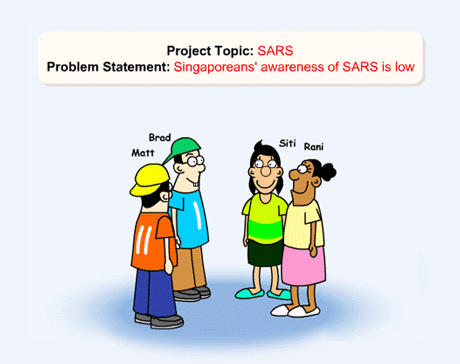 Project Topic: SARS
Problem Statement: Singaporeans' awareness of SARS is low
Brad
Matt
Siti
Rani